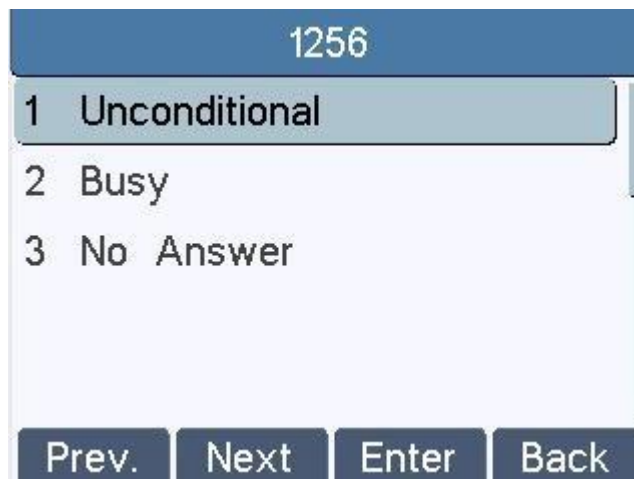 1256
1 Unconditional
2 Busy
3 No Answer
Prev. Next Enter Back